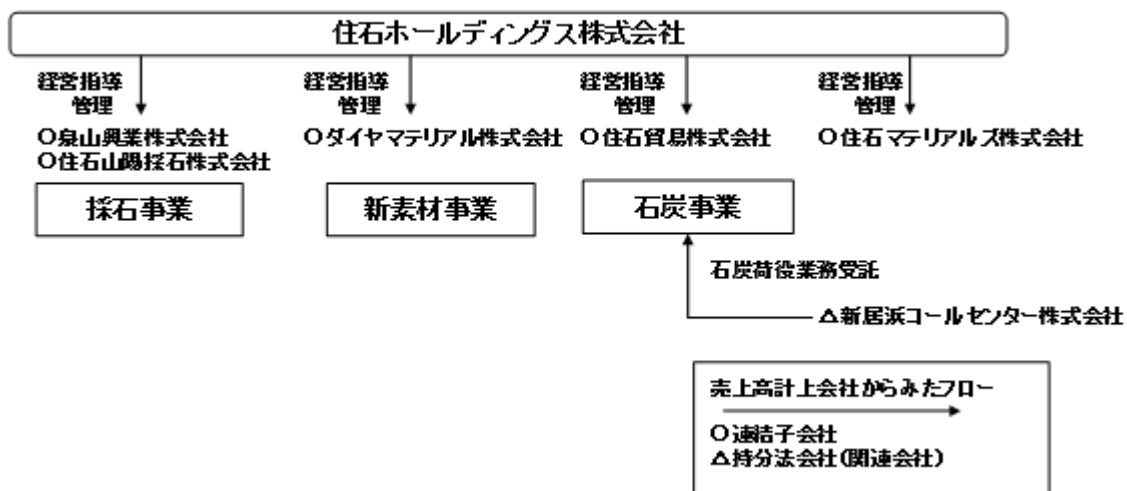 住石ホールディングス株式会社
経営指導
管理
経営指導
管理
経営指導
管理
経営指導
管理
○泉山興業株式会社
○住石山陽採石株式会社
○ダイヤマテリアル株式会社
○住石貿易株式会社
○住石マテリアルズ株式会社
採石事業
新素材事業
石炭事業
石炭荷役業務受託
△新居浜コールセンター株式会社
売上高計上会社からみたフロー
○連結子会社
△持分法会社(関連会社)